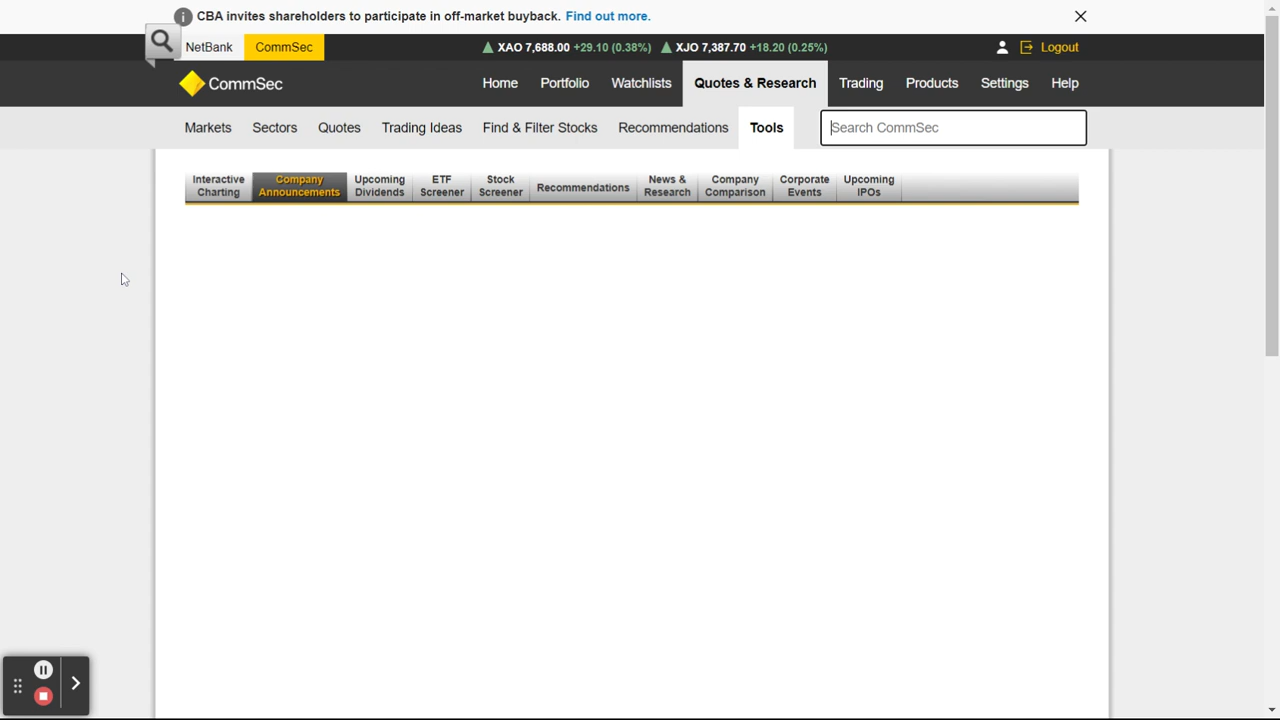 CBA invites shareholders to participate in off-market buyback. Find out more.
NetBank CommSec XAO 7,688.00 +29.10 (0.38%) XJO 7,387.70 +18.20 (0.25%) Logout
CommSec Home Portfolio Watchlists Quotes & Research Trading Products Settings Help
Markets Sectors Quotes Trading Ideas Find & Filter Stocks Recommendations Tools Search CommSec
Interactive Charting Company Announcements Upcoming Dividends ETF Screener Stock Screener Recommendations News & Research Company Comparison Corporate Events Upcoming IPOs